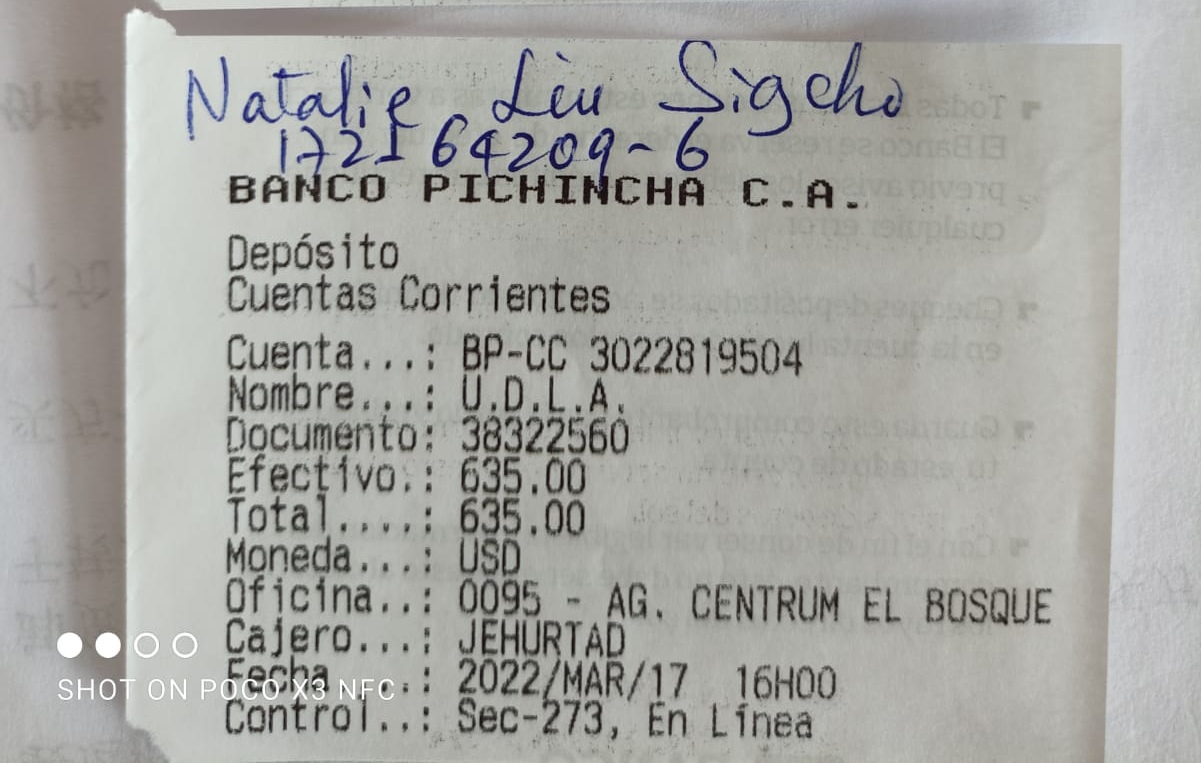 Natalie Liu Sigcho
172164209-6
BANCO PICHINCHA C.A.
Depósito
Cuentas Corrientes
Cuenta...: BP-CC 3022819504
Nombre...: U.D.L.A.
Documento: 38322560
Efectivo.: 635.00
Total....: 635.00
Moneda...: USD
Oficina..: 0095 - AG. CENTRUM EL BOSQUE
Cajero...: JEHURTAD
Fecha....: 2022/MAR/17 16H00
SHOT ON POCO X3 NFC
Control..: Sec-273, En Línea